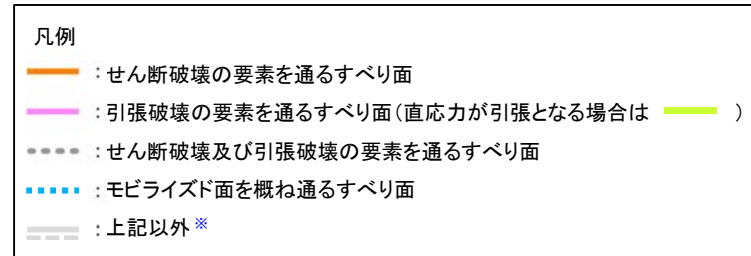 凡例
：せん断破壊の要素を通るすべり面
：引張破壊の要素を通るすべり面(直応力が引張となる場合は　　　)
：せん断破壊及び引張破壊の要素を通るすべり面
：モビライズド面を概ね通るすべり面
：上記以外※